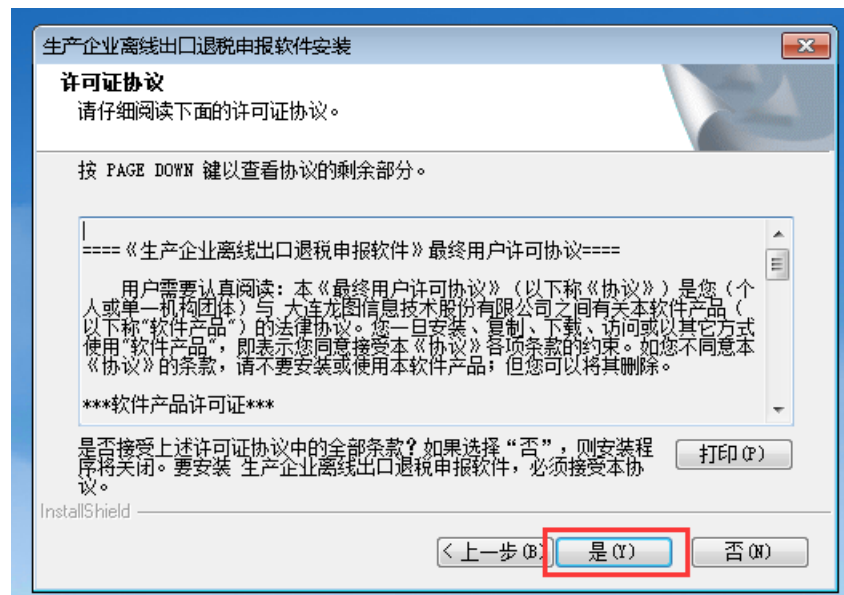 生产企业离线出口退税申报软件安装
许可证协议
请仔细阅读下面的许可证协议。
按 PAGE DOWN 键以查看协议的剩余部分。
====《生产企业离线出口退税申报软件》最终用户许可协议====
用户需要认真阅读：本《最终用户许可协议》（以下称《协议》）是您（个
人或单一机构团体）与 大连龙图信息技术股份有限公司之间有关本软件产品（
以下称“软件产品”）的法律协议。您一旦安装、复制、下载、访问或以其它方式
使用“软件产品”，即表示您同意接受本《协议》各项条款的约束。如您不同意本
《协议》的条款，请不要安装或使用本软件产品；但您可以将其删除。
***软件产品许可证***
是否接受上述许可证协议中的全部条款？如果选择“否”，则安装程
序将关闭。要安装 生产企业离线出口退税申报软件，必须接受本协
议。
打印(P)
InstallShield
<上一步(B)
是(Y)
否(N)